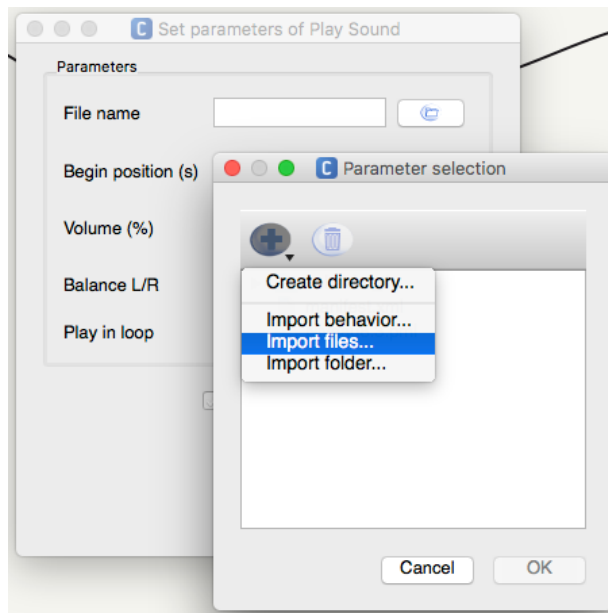 C Set parameters of Play Sound
Parameters
File name
Begin position (s)
Volume (%)
Balance L/R
Play in loop
C Parameter selection
Create directory...
Import behavior...
Import files...
Import folder...
Cancel
OK